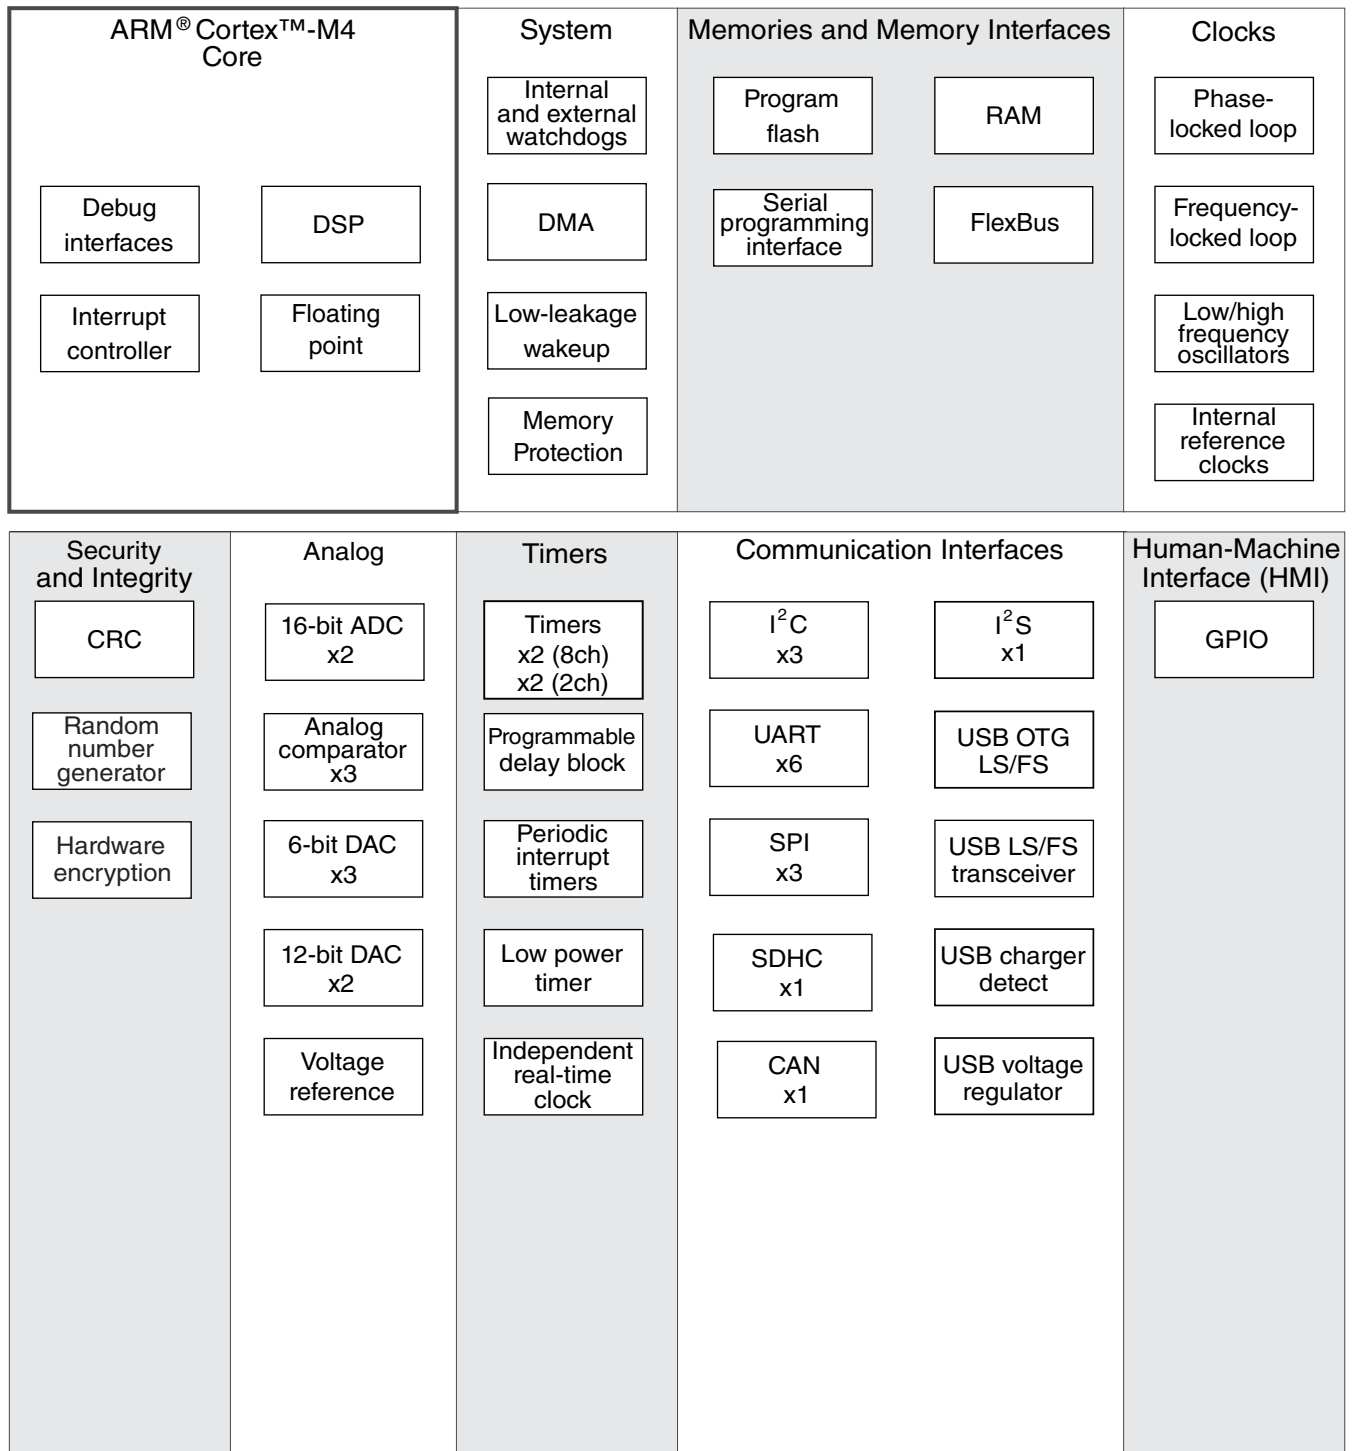 ARM® Cortex™-M4
Core
Debug
interfaces
DSP
Interrupt
controller
Floating
point
System
Internal
and external
watchdogs
DMA
Low-leakage
wakeup
Memory
Protection
Memories and Memory Interfaces
Program
flash
RAM
Serial
programming
interface
FlexBus
Clocks
Phase-
locked loop
Frequency-
locked loop
Low/high
frequency
oscillators
Internal
reference
clocks
Security
and Integrity
CRC
Random
number
generator
Hardware
encryption
Analog
16-bit ADC
x2
Analog
comparator
x3
6-bit DAC
x3
12-bit DAC
x2
Voltage
reference
Timers
Timers
x2 (8ch)
x2 (2ch)
Programmable
delay block
Periodic
interrupt
timers
Low power
timer
Independent
real-time
clock
Communication Interfaces
I²C
x3
I²S
x1
UART
x6
USB OTG
LS/FS
SPI
x3
USB LS/FS
transceiver
SDHC
x1
USB charger
detect
CAN
x1
USB voltage
regulator
Human-Machine
Interface (HMI)
GPIO